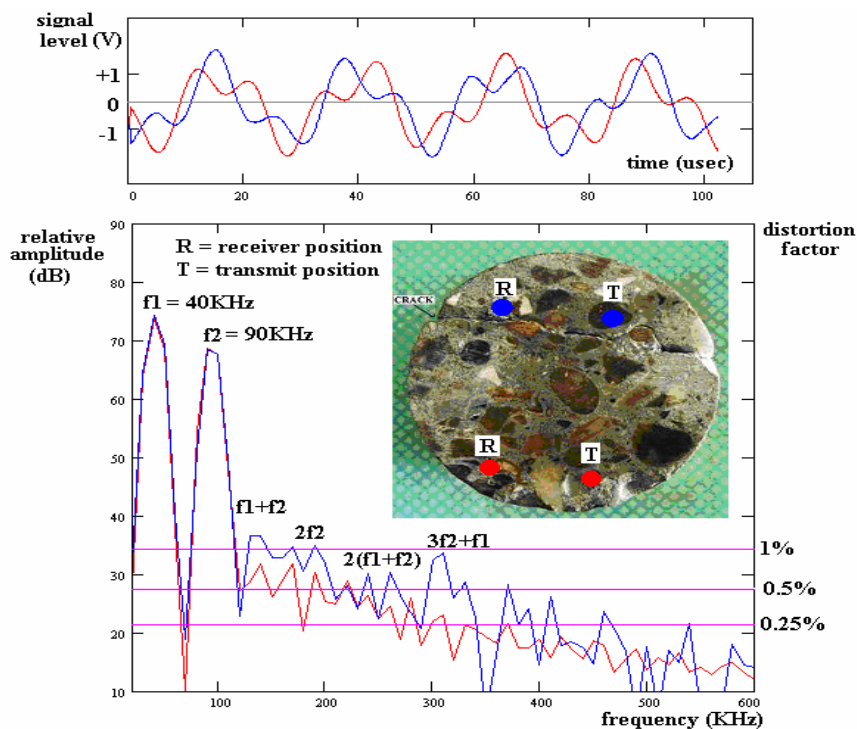 signal
level (V)
+1
0
-1
time (usec)
0 20 40 60 80 100
relative
amplitude
(dB)
distortion
factor
90
80
70
60
50
40
30
20
10
R = receiver position
T = transmit position
f1 = 40KHz
f2 = 90KHz
CRACK
R
T
R
T
f1+f2
2f2
2(f1+f2)
3f2+f1
1%
0.5%
0.25%
100 200 300 400 500 600
frequency (KHz)